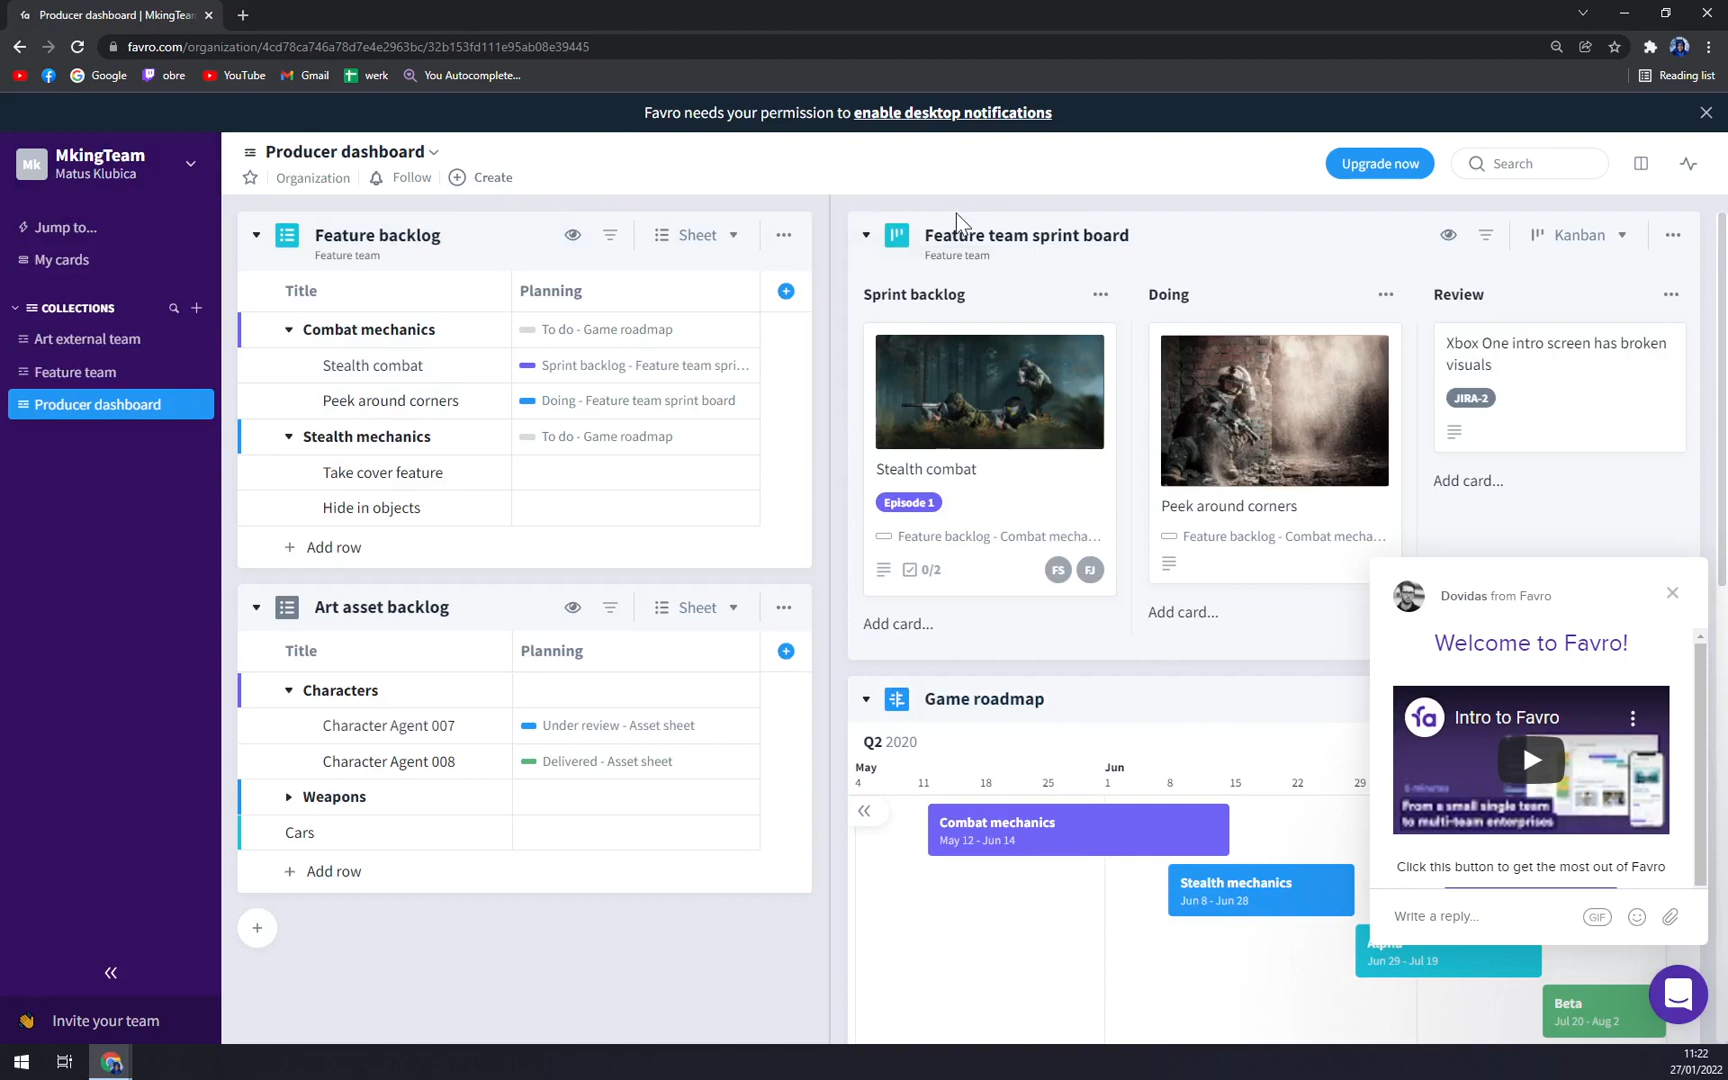 Producer dashboard | MkingTean
favro.com/organization/4cd78ca746a78d7e4e2963bc/32b153fd111e95ab08e39445
Google
obre
YouTube
Gmail
werk
You Autocomplete...
Reading list
Favro needs your permission to enable desktop notifications
Mk
MkingTeam
Matus Klubica
Jump to...
My cards
COLLECTIONS
Art external team
Feature team
Producer dashboard
Invite your team
Producer dashboard
Organization
Follow
Create
Upgrade now
Search
Feature backlog
Feature team
Sheet
Title
Planning
Combat mechanics
To do - Game roadmap
Stealth combat
Sprint backlog - Feature team spri...
Peek around corners
Doing - Feature team sprint board
Stealth mechanics
To do - Game roadmap
Take cover feature
Hide in objects
Add row
Art asset backlog
Sheet
Title
Planning
Characters
Character Agent 007
Under review - Asset sheet
Character Agent 008
Delivered - Asset sheet
Weapons
Cars
Add row
Feature team sprint board
Feature team
Kanban
Sprint backlog
Stealth combat
Episode 1
Feature backlog - Combat mecha...
0/2
FS
FJ
Add card...
Doing
Peek around corners
Feature backlog - Combat mecha...
Add card...
Review
Xbox One intro screen has broken
visuals
JIRA-2
Add card...
Game roadmap
Q2 2020
May
Jun
4 11 18 25 1 8 15 22 29
Combat mechanics
May 12 - Jun 14
Stealth mechanics
Jun 8 - Jun 28
Alpha
Jun 29 - Jul 19
Beta
Jul 20 - Aug 2
Dovidas from Favro
Welcome to Favro!
fa
Intro to Favro
6 minutes
From a small single team
to multi-team enterprises
Click this button to get the most out of Favro
Write a reply...
GIF
11:22
27/01/2022